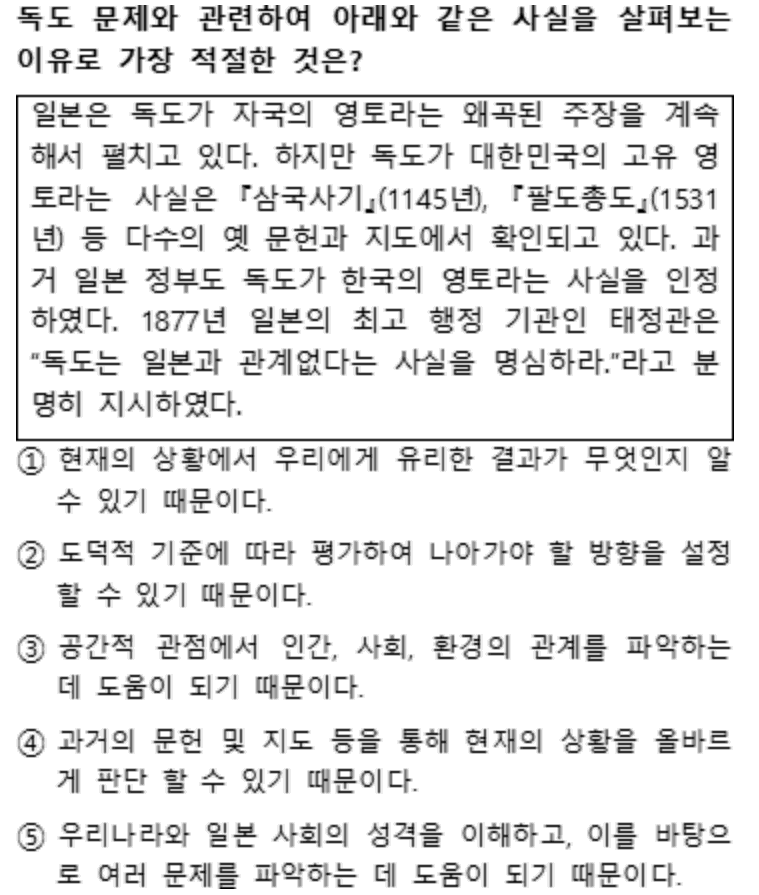 독도 문제와 관련하여 아래와 같은 사실을 살펴보는
이유로 가장 적절한 것은?
일본은 독도가 자국의 영토라는 왜곡된 주장을 계속
해서 펼치고 있다. 하지만 독도가 대한민국의 고유 영
토라는 사실은 『삼국사기』(1145년), 『팔도총도』(1531
년) 등 다수의 옛 문헌과 지도에서 확인되고 있다. 과
거 일본 정부도 독도가 한국의 영토라는 사실을 인정
하였다. 1877년 일본의 최고 행정 기관인 태정관은
“독도는 일본과 관계없다는 사실을 명심하라.”라고 분
명히 지시하였다.
① 현재의 상황에서 우리에게 유리한 결과가 무엇인지 알
수 있기 때문이다.
② 도덕적 기준에 따라 평가하여 나아가야 할 방향을 설정
할 수 있기 때문이다.
③ 공간적 관점에서 인간, 사회, 환경의 관계를 파악하는
데 도움이 되기 때문이다.
④ 과거의 문헌 및 지도 등을 통해 현재의 상황을 올바르
게 판단 할 수 있기 때문이다.
⑤ 우리나라와 일본 사회의 성격을 이해하고, 이를 바탕으
로 여러 문제를 파악하는 데 도움이 되기 때문이다.